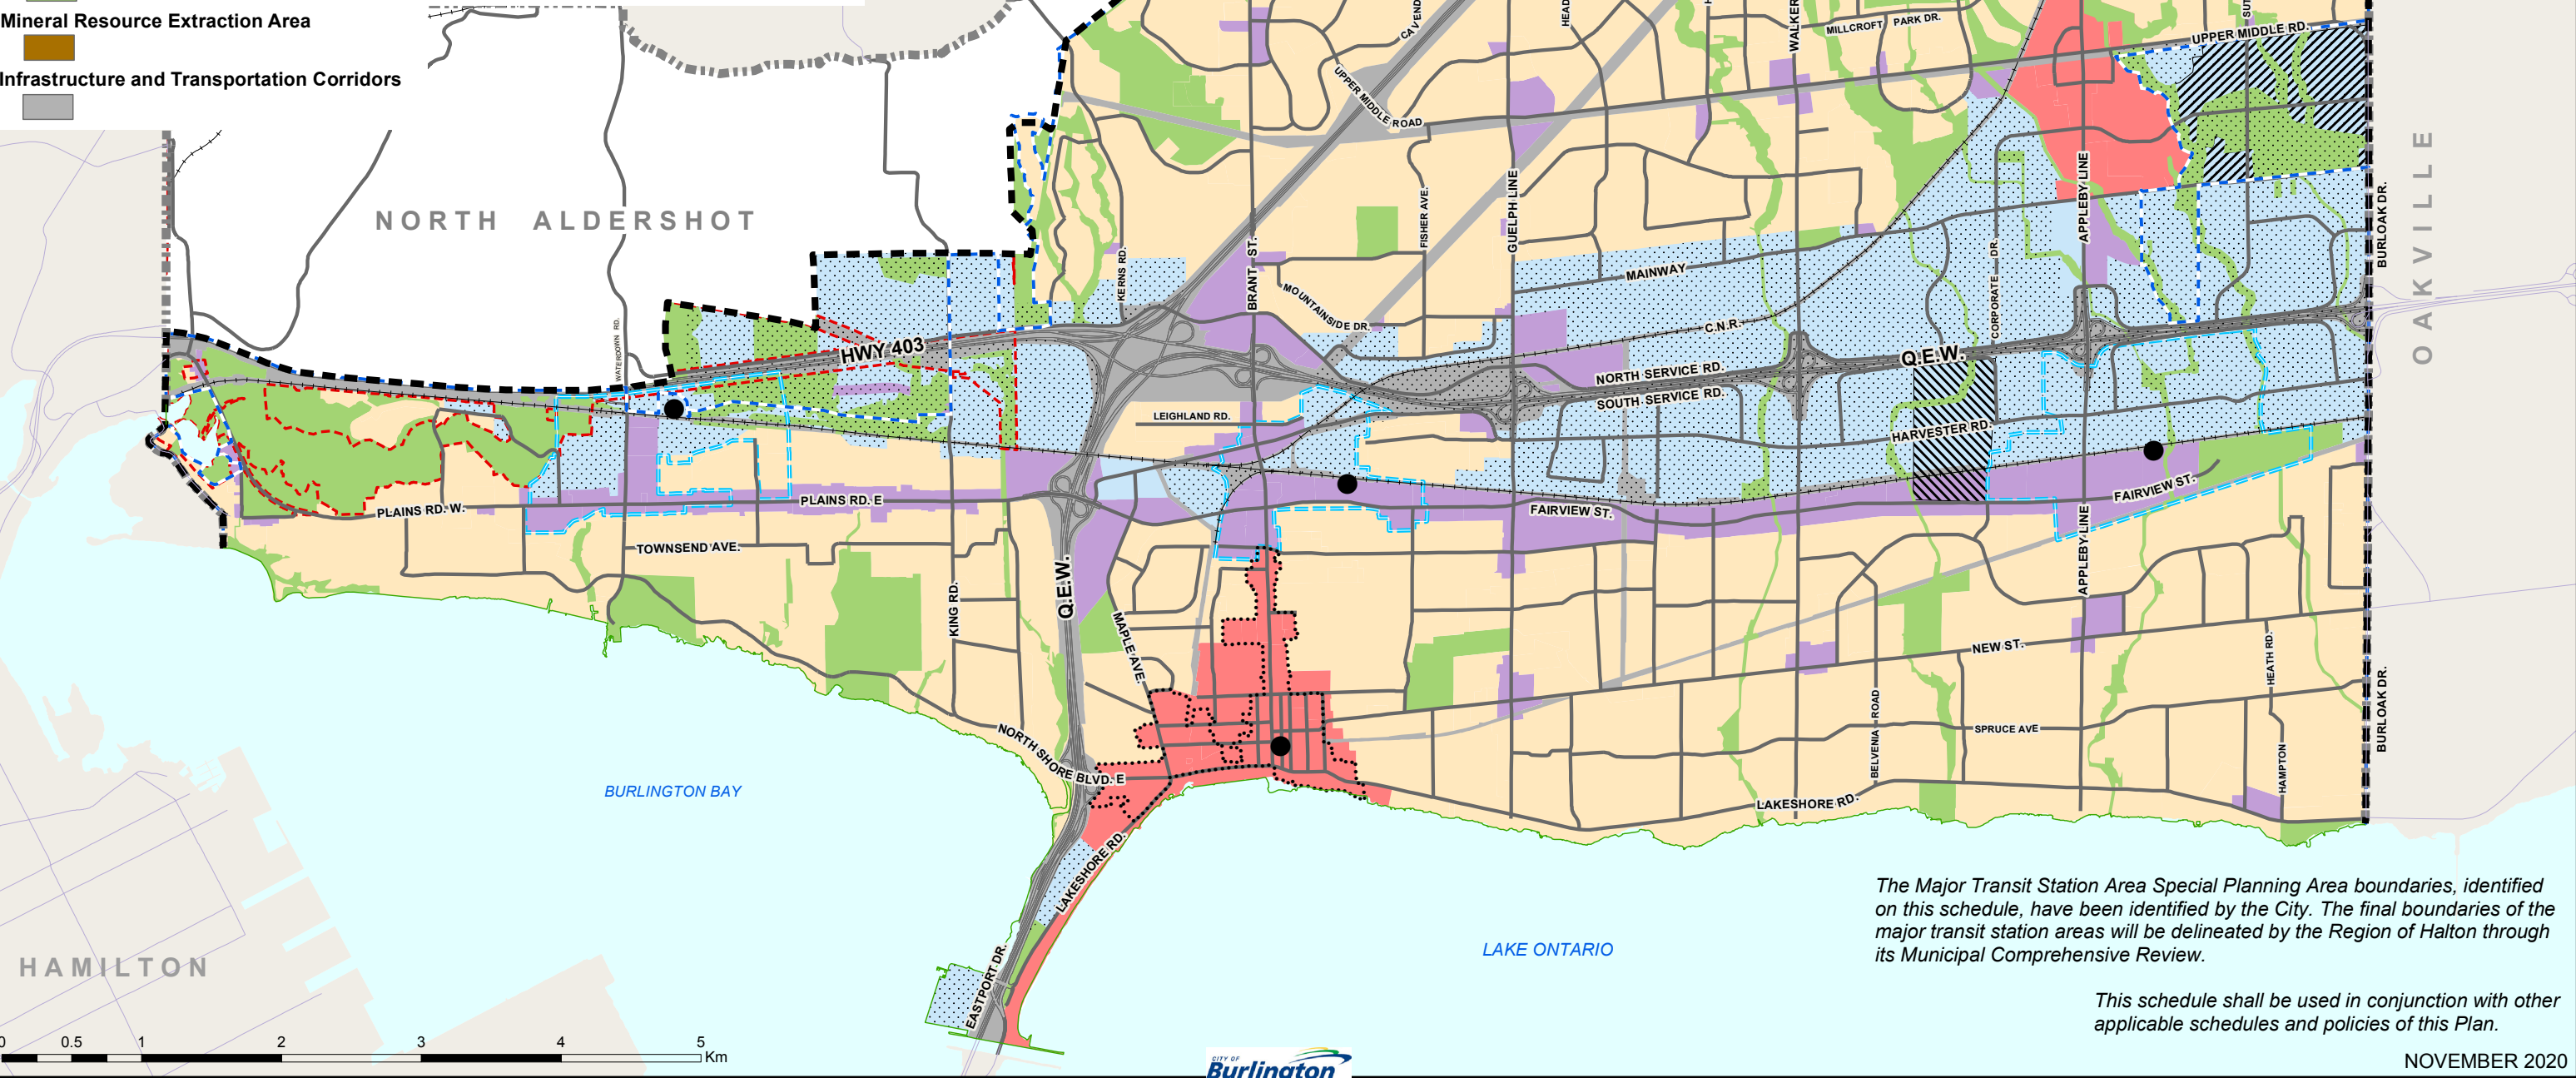 Mineral Resource Extraction Area
Infrastructure and Transportation Corridors
NORTH ALDERSHOT
HAMILTON
OAKVILLE
BURLINGTON BAY
LAKE ONTARIO
UPPER MIDDLE ROAD
UPPER MIDDLE RD.
MILLCROFT PARK DR.
WALKER
HEAD
CAVEND
SUT
GUELPH LINE
FISHER AVE.
BRANT ST.
KERNS RD.
MOUNTAINSIDE DR.
MAINWAY
C.N.R.
CORPORATE DR.
APPLEBY LINE
BURLOAK DR.
HWY 403
WATERDOWN RD.
NORTH SERVICE RD.
SOUTH SERVICE RD.
Q.E.W.
LEIGHLAND RD.
HARVESTER RD.
PLAINS RD. W.
PLAINS RD. E
FAIRVIEW ST.
FAIRVIEW ST.
TOWNSEND AVE.
KING RD.
Q.E.W.
MAPLE AVE.
APPLEBY LINE
NEW ST.
HEATH RD.
BELVENIA ROAD
SPRUCE AVE
HAMPTON
BURLOAK DR.
NORTH SHORE BLVD. E
LAKESHORE RD.
LAKESHORE RD.
EASTPORT DR.
The Major Transit Station Area Special Planning Area boundaries, identified
on this schedule, have been identified by the City. The final boundaries of the
major transit station areas will be delineated by the Region of Halton through
its Municipal Comprehensive Review.
This schedule shall be used in conjunction with other
applicable schedules and policies of this Plan.
NOVEMBER 2020
0 0.5 1 2 3 4 5
Km
CITY OF
Burlington